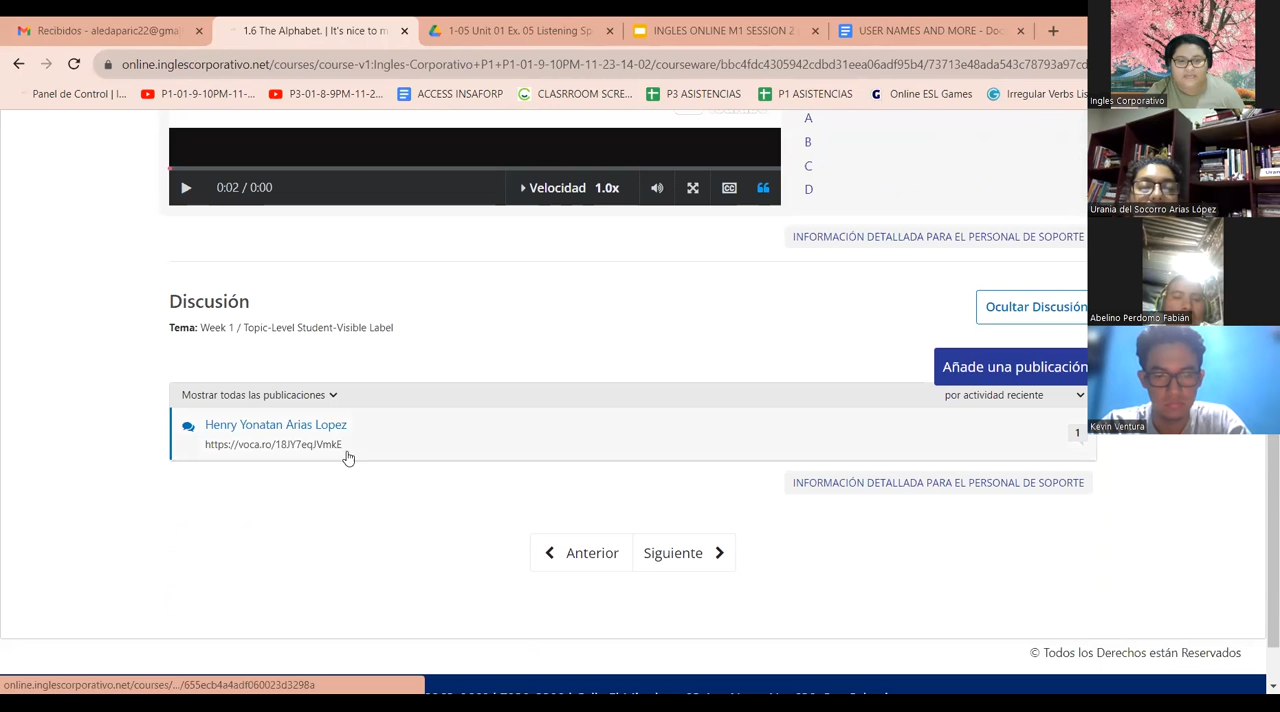 Recibidos - aledaparic22@gmai
1.6 The Alphabet. | It's nice to m
1-05 Unit 01 Ex. 05 Listening Sp
INGLES ONLINE M1 SESSION 2
USER NAMES AND MORE - Doc
online.inglescorporativo.net/courses/course-v1:Ingles-Corporativo+P1+P1-01-9-10PM-11-23-14-02/courseware/bbc4fdc4305942cdbd31eea06adf95b4/73713e48ada543c78793a97cd
Panel de Control | I...
P1-01-9-10PM-11-...
P3-01-8-9PM-11-2...
ACCESS INSAFORP
CLASRROOM SCRE...
P3 ASISTENCIAS
P1 ASISTENCIAS
Online ESL Games
Irregular Verbs Lis
Ingles Corporativo
A
B
C
D
0:02 / 0:00
Velocidad 1.0x
Urania del Socorro Arias López
INFORMACIÓN DETALLADA PARA EL PERSONAL DE SOPORTE
Discusión
Ocultar Discusión
Abelino Perdomo Fabián
Tema: Week 1 / Topic-Level Student-Visible Label
Añade una publicación
Mostrar todas las publicaciones
por actividad reciente
Henry Yonatan Arias Lopez
Kevin Ventura
https://voca.ro/18JY7eqJVmkE
1
INFORMACIÓN DETALLADA PARA EL PERSONAL DE SOPORTE
Anterior
Siguiente
© Todos los Derechos están Reservados
online.inglescorporativo.net/courses/.../655ecb4a4adf060023d3298a